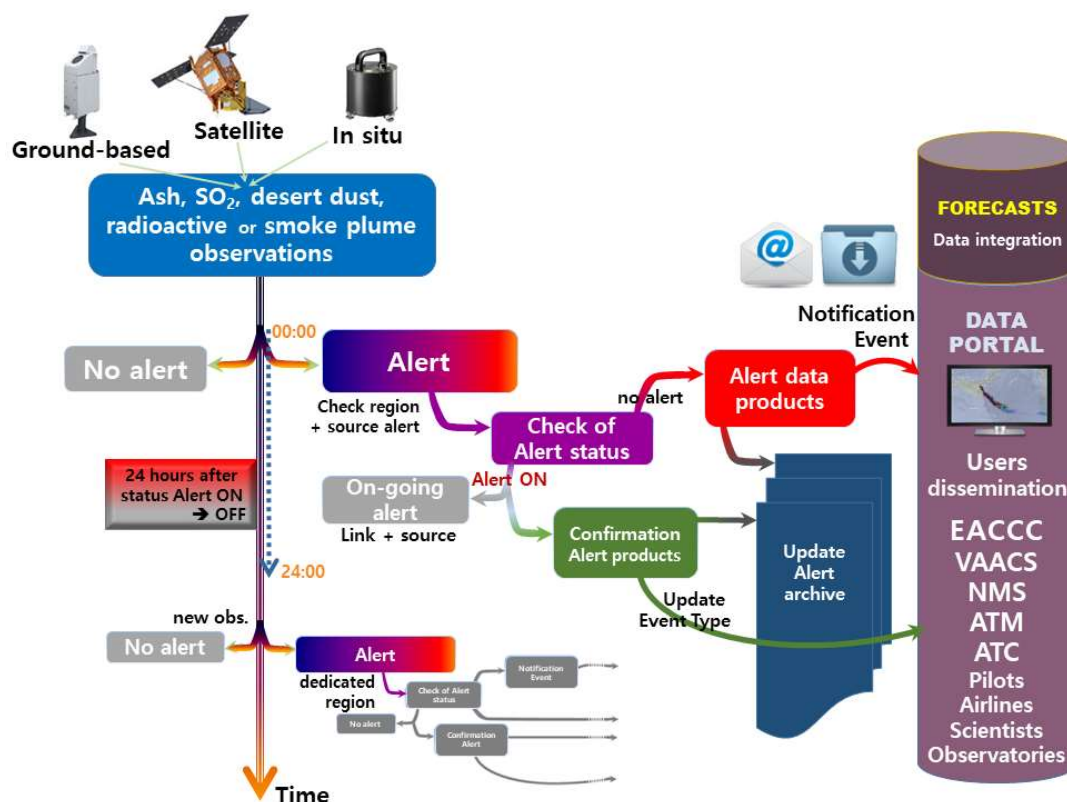 Ground-based
Satellite
In situ
Ash, SO₂, desert dust,
radioactive or smoke plume
observations
00:00
No alert
Alert
Check region
+ source alert
Check of
Alert status
no alert
Alert data
products
Notification
Event
24 hours after
status Alert ON
➔ OFF
On-going
alert
Link + source
Alert ON
Confirmation
Alert products
Update
Alert
archive
Update
Event Type
24:00
new obs.
No alert
Alert
dedicated
region
Check of Alert
status
Notification
Event
No alert
Confirmation
Alert
Time
FORECASTS
Data integration
DATA
PORTAL
Users
dissemination
EACCC
VAACS
NMS
ATM
ATC
Pilots
Airlines
Scientists
Observatories